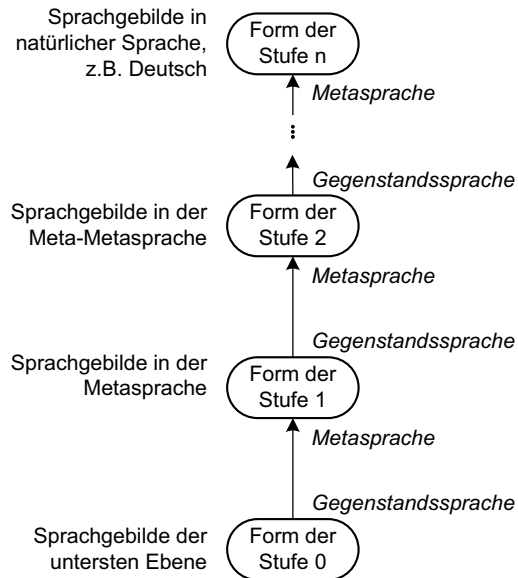 Sprachgebilde in
natürlicher Sprache,
z.B. Deutsch
Form der
Stufe n
Metasprache
Gegenstandssprache
Sprachgebilde in der
Meta-Metasprache
Form der
Stufe 2
Metasprache
Gegenstandssprache
Sprachgebilde in der
Metasprache
Form der
Stufe 1
Metasprache
Gegenstandssprache
Sprachgebilde der
untersten Ebene
Form der
Stufe 0